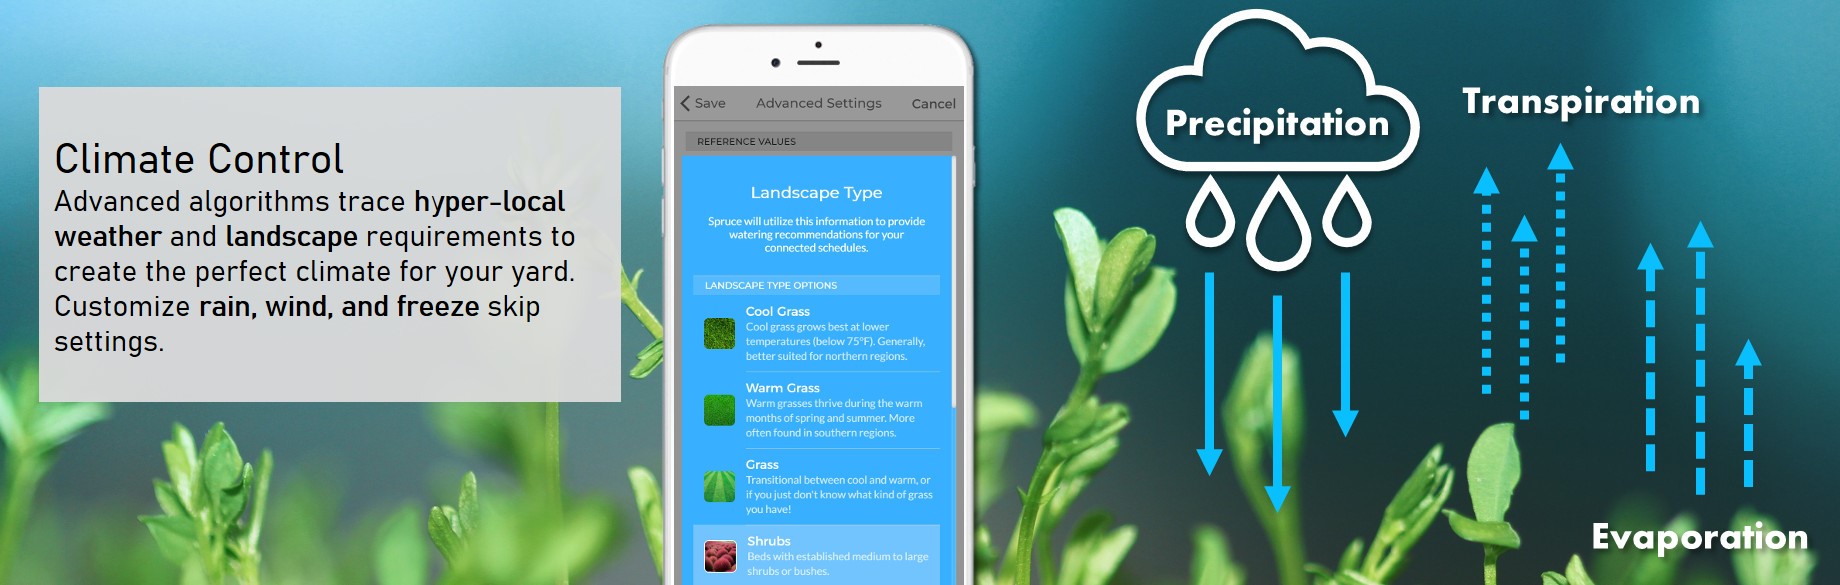 Climate Control
Advanced algorithms trace hyper-local
weather and landscape requirements to
create the perfect climate for your yard.
Customize rain, wind, and freeze skip
settings.
Save Advanced Settings Cancel
REFERENCE VALUES
Landscape Type
Spruce will utilize this information to provide
watering recommendations for your
connected schedules.
LANDSCAPE TYPE OPTIONS
Cool Grass
Cool grass grows best at lower
temperatures (below 75°F). Generally,
better suited for northern regions.
Warm Grass
Warm grasses thrive during the warm
months of spring and summer. More
often found in southern regions.
Grass
Transitional between cool and warm, or
if you just don't know what kind of grass
you have!
Shrubs
Beds with established medium to large
shrubs or bushes.
Precipitation
Transpiration
Evaporation